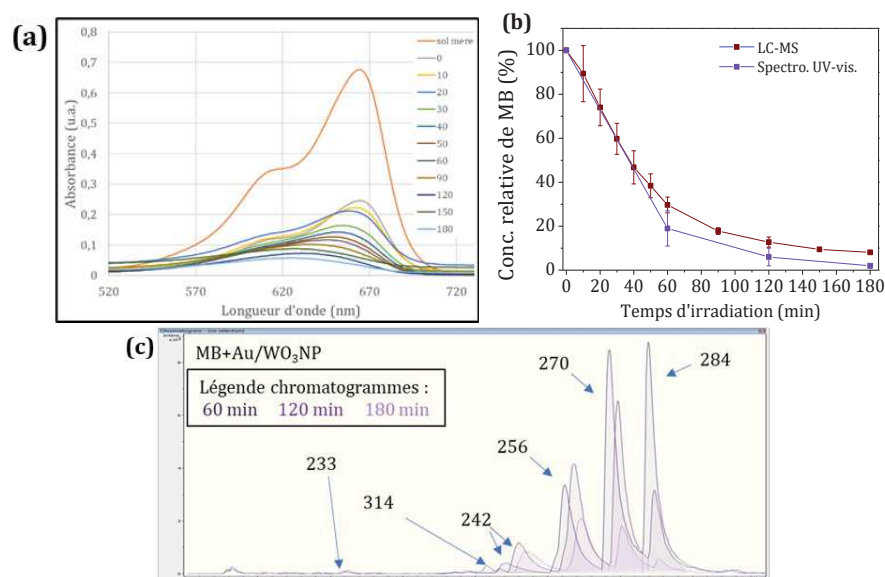 (a)
0,8
0,7
0,6
0,5
0,4
0,3
0,2
0,1
0
520
570
620
670
720
Absorbance (u.a.)
Longueur d'onde (nm)
sol mere
0
10
20
30
40
50
60
90
120
150
180
(b)
100
80
60
40
20
0
0 20 40 60 80 100 120 140 160 180
Conc. relative de MB (%)
Temps d'irradiation (min)
LC-MS
Spectro. UV-vis.
(c)
MB+Au/WO₃NP
Légende chromatogrammes :
60 min 120 min 180 min
233
314
242
256
270
284